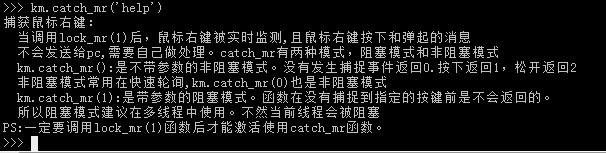 >>> km.catch_mr('help')
捕获鼠标右键:
当调用lock_mr(1)后，鼠标右键被实时监测,且鼠标右键按下和弹起的消息
不会发送给pc,需要自己做处理。catch_mr有两种模式，阻塞模式和非阻塞模式
km.catch_mr():是不带参数的非阻塞模式。没有发生捕捉事件返回0.按下返回1，松开返回2
非阻塞模式常用在快速轮询,km.catch_mr(0)也是非阻塞模式
km.catch_mr(1):是带参数的阻塞模式。函数在没有捕捉到指定的按键前是不会返回的。
所以阻塞模式建议在多线程中使用。不然当前线程会被阻塞
PS:一定要调用lock_mr(1)函数后才能激活使用catch_mr函数。
>>>